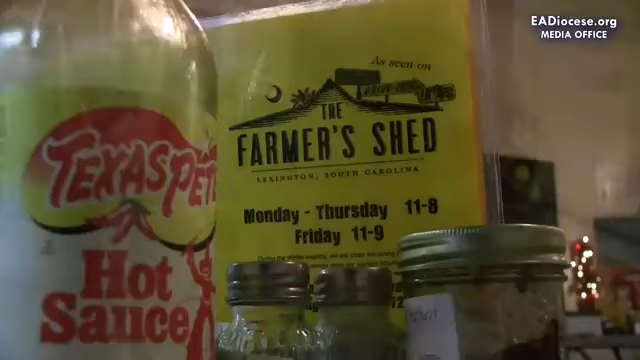 EADiocese.org
MEDIA OFFICE
As seen on
THE
FARMER'S SHED
LEXINGTON, SOUTH CAROLINA
Monday - Thursday 11-8
Friday 11-9
TEXAS PET
Hot
Sauce